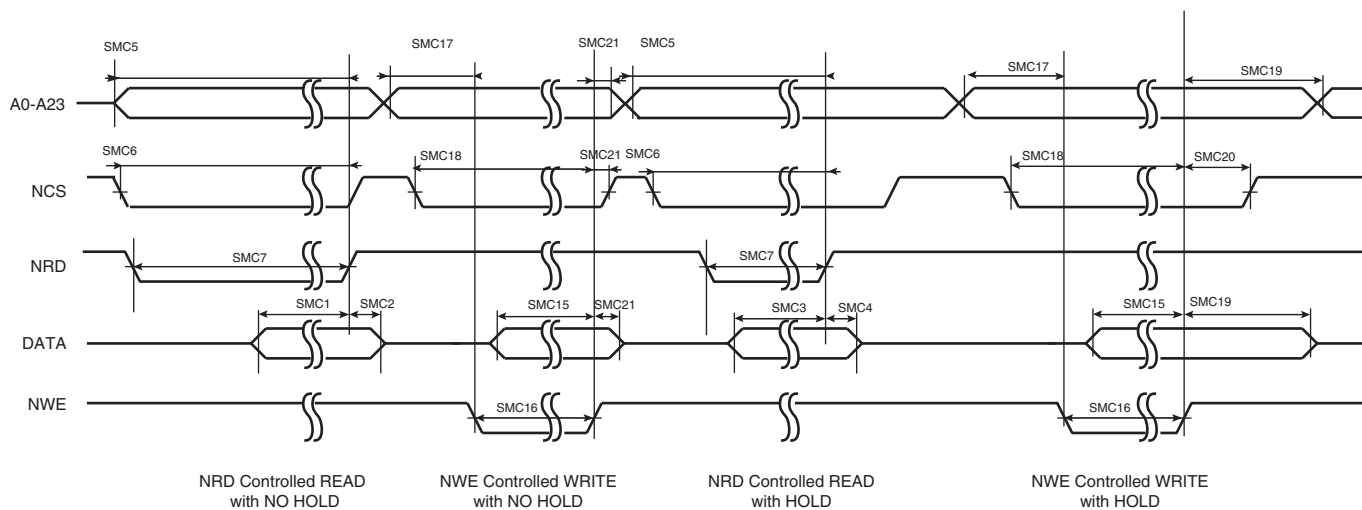 SMC5 SMC17 SMC21 SMC5 SMC17 SMC19
A0-A23
SMC6 SMC18 SMC21 SMC6 SMC18 SMC20
NCS
NRD SMC7 SMC7
SMC1 SMC2 SMC15 SMC21 SMC3 SMC4 SMC15 SMC19
DATA
NWE SMC16 SMC16
NRD Controlled READ
with NO HOLD
NWE Controlled WRITE
with NO HOLD
NRD Controlled READ
with HOLD
NWE Controlled WRITE
with HOLD